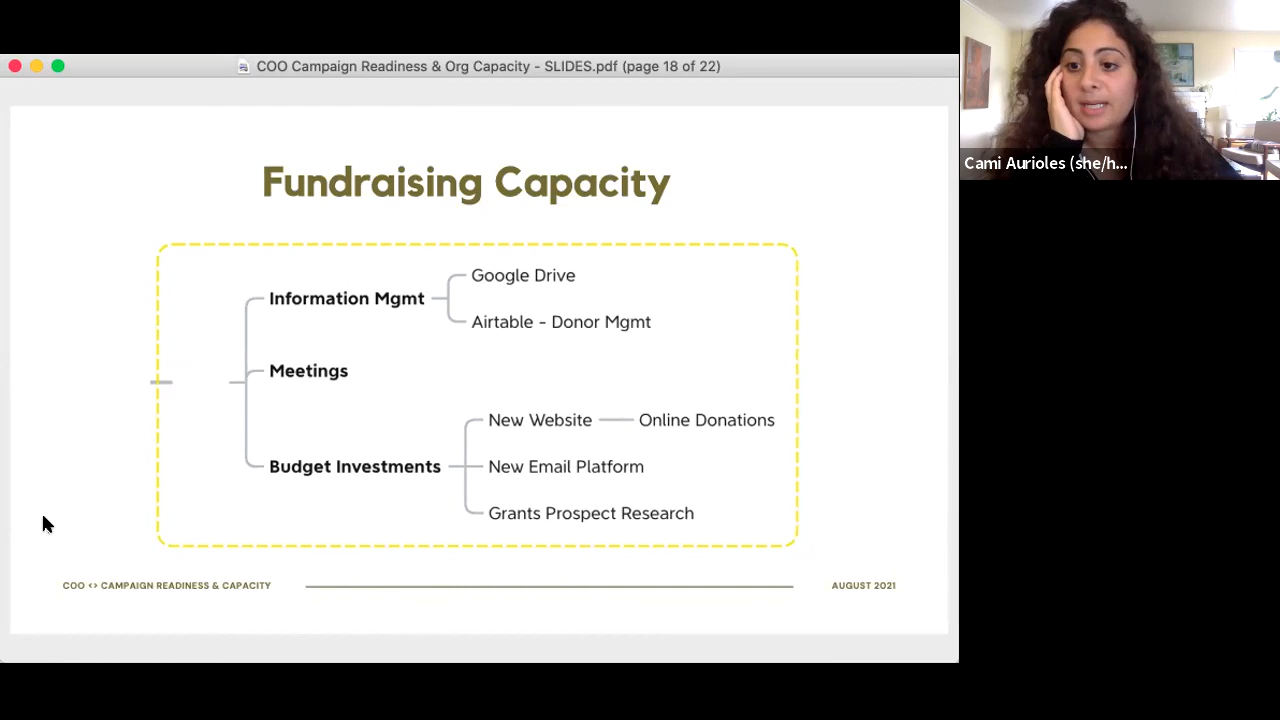 COO Campaign Readiness & Org Capacity - SLIDES.pdf (page 18 of 22)
Cami Aurioles (she/h...
Fundraising Capacity
Information Mgmt
Google Drive
Airtable - Donor Mgmt
Meetings
Budget Investments
New Website
Online Donations
New Email Platform
Grants Prospect Research
COO <> CAMPAIGN READINESS & CAPACITY
AUGUST 2021